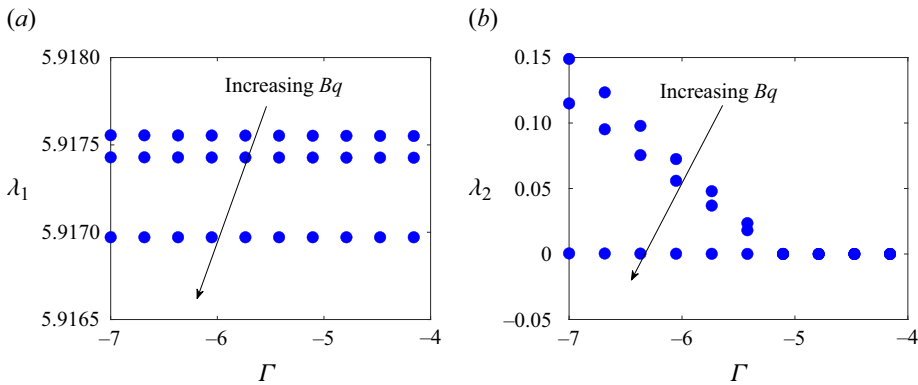 (a)
5.9180
5.9175
5.9170
5.9165
λ1
Increasing Bq
–7
–6
–5
–4
Γ
(b)
0.15
0.10
0.05
0
–0.05
λ2
Increasing Bq
–7
–6
–5
–4
Γ